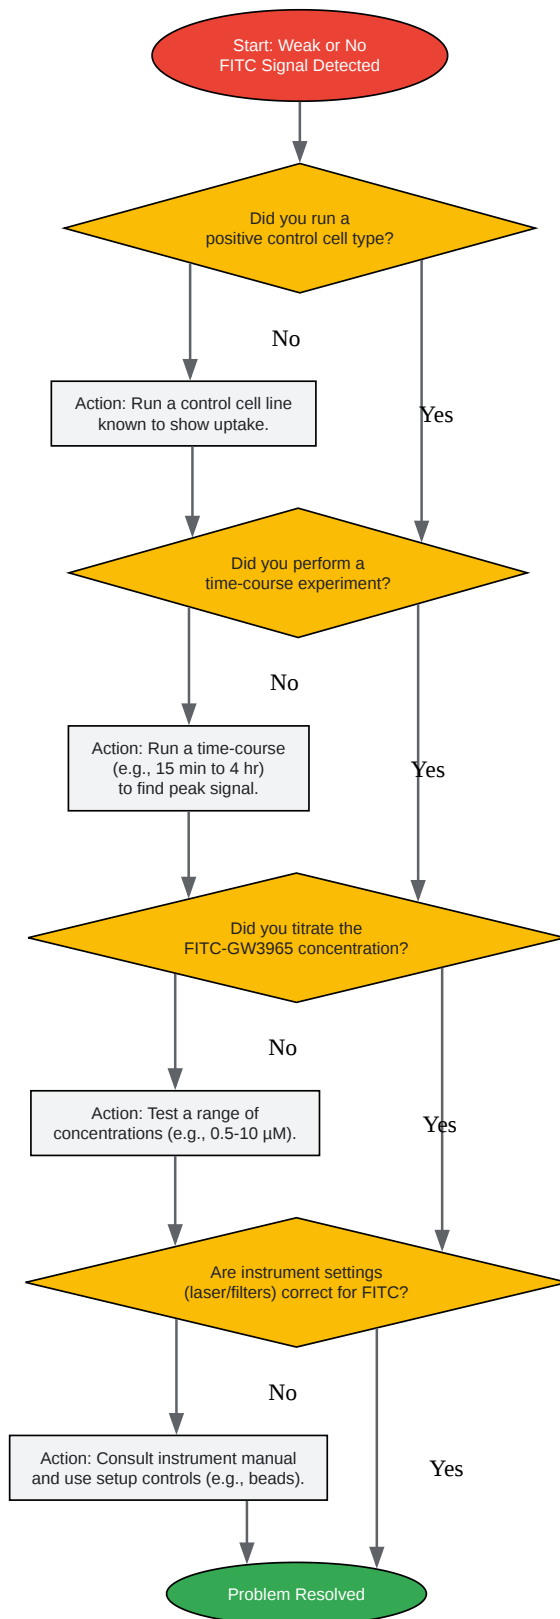 Start: Weak or No
FITC Signal Detected
Did you run a
positive control cell type?
No
Action: Run a control cell line
known to show uptake.
Yes
Did you perform a
time-course experiment?
No
Action: Run a time-course
(e.g., 15 min to 4 hr)
to find peak signal.
Yes
Did you titrate the
FITC-GW3965 concentration?
No
Action: Test a range of
concentrations (e.g., 0.5-10 µM).
Yes
Are instrument settings
(laser/filters) correct for FITC?
No
Action: Consult instrument manual
and use setup controls (e.g., beads).
Yes
Problem Resolved